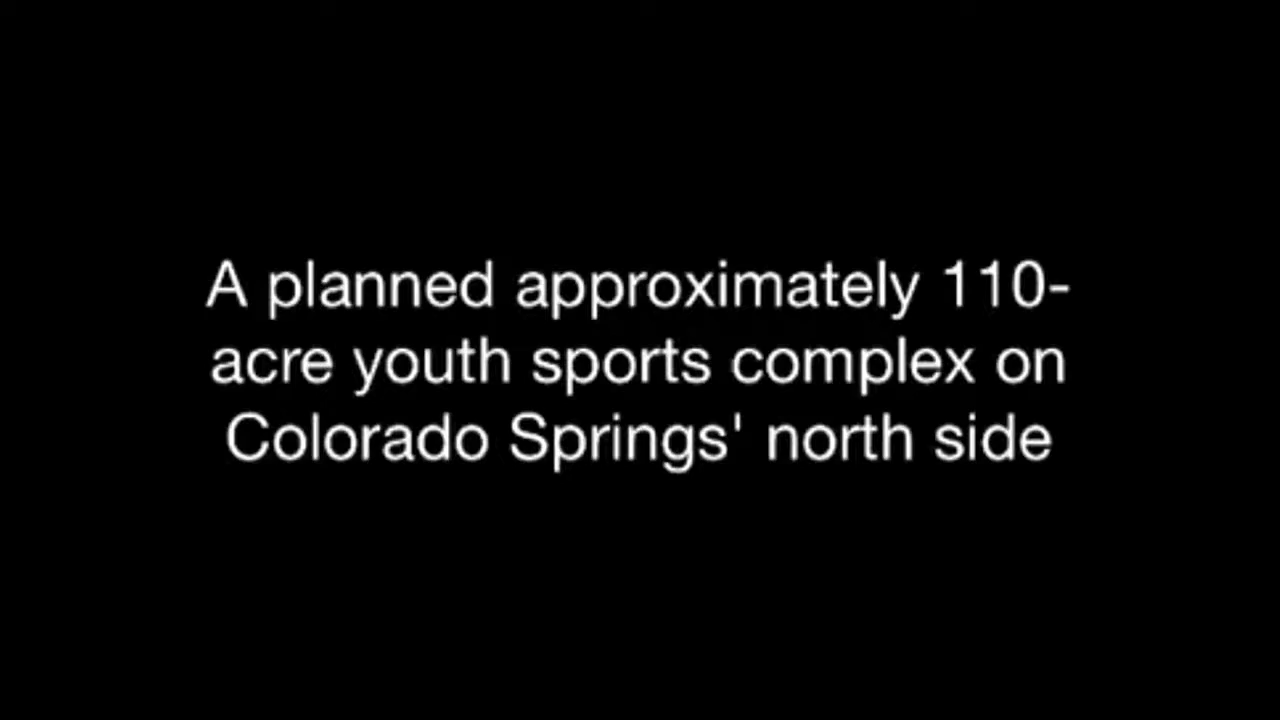 A planned approximately 110-
acre youth sports complex on
Colorado Springs' north side